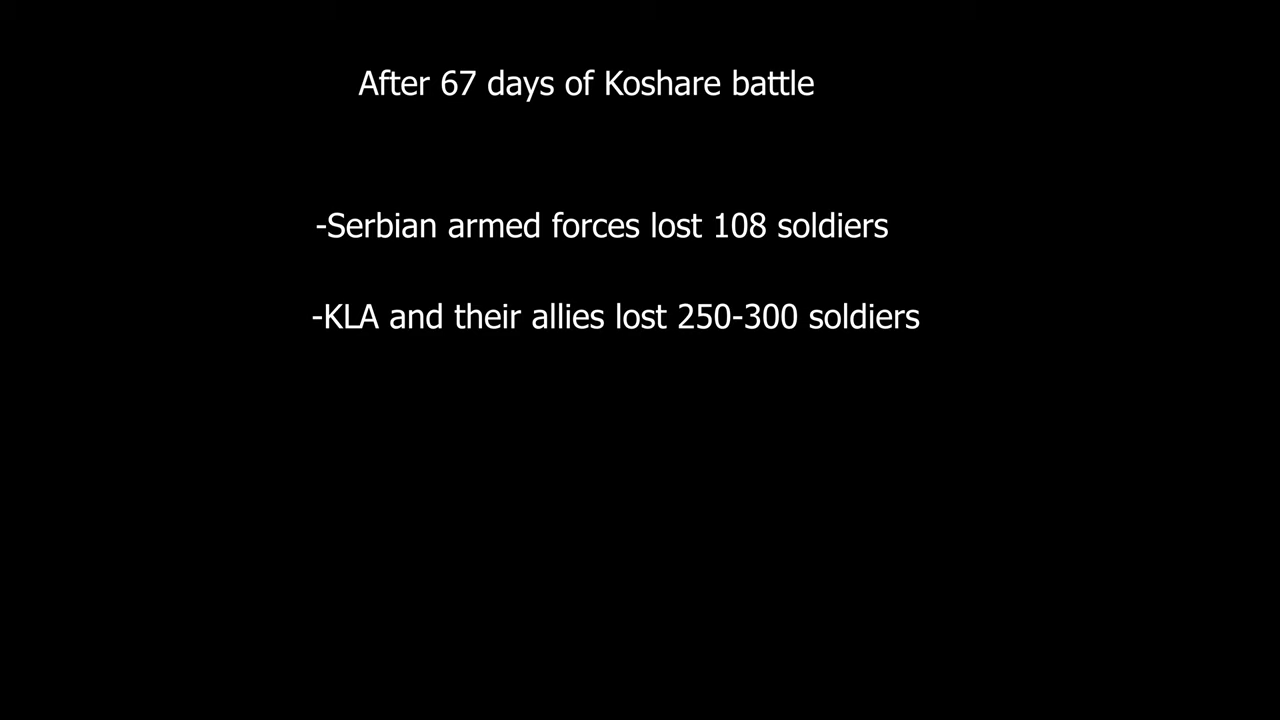 After 67 days of Koshare battle
-Serbian armed forces lost 108 soldiers
-KLA and their allies lost 250-300 soldiers